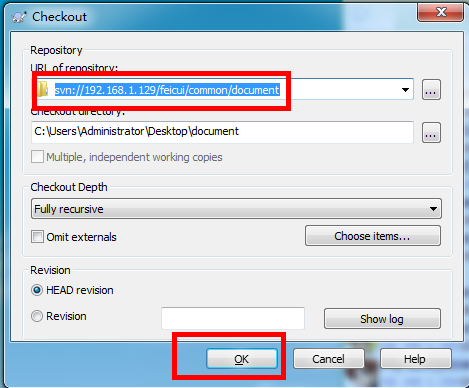 Checkout
Repository
URL of repository:
svn://192.168.1.129/feicui/common/document
...
Checkout directory:
C:\Users\Administrator\Desktop\document
...
Multiple, independent working copies
Checkout Depth
Fully recursive
Omit externals
Choose items...
Revision
HEAD revision
Revision
Show log
OK
Cancel
Help